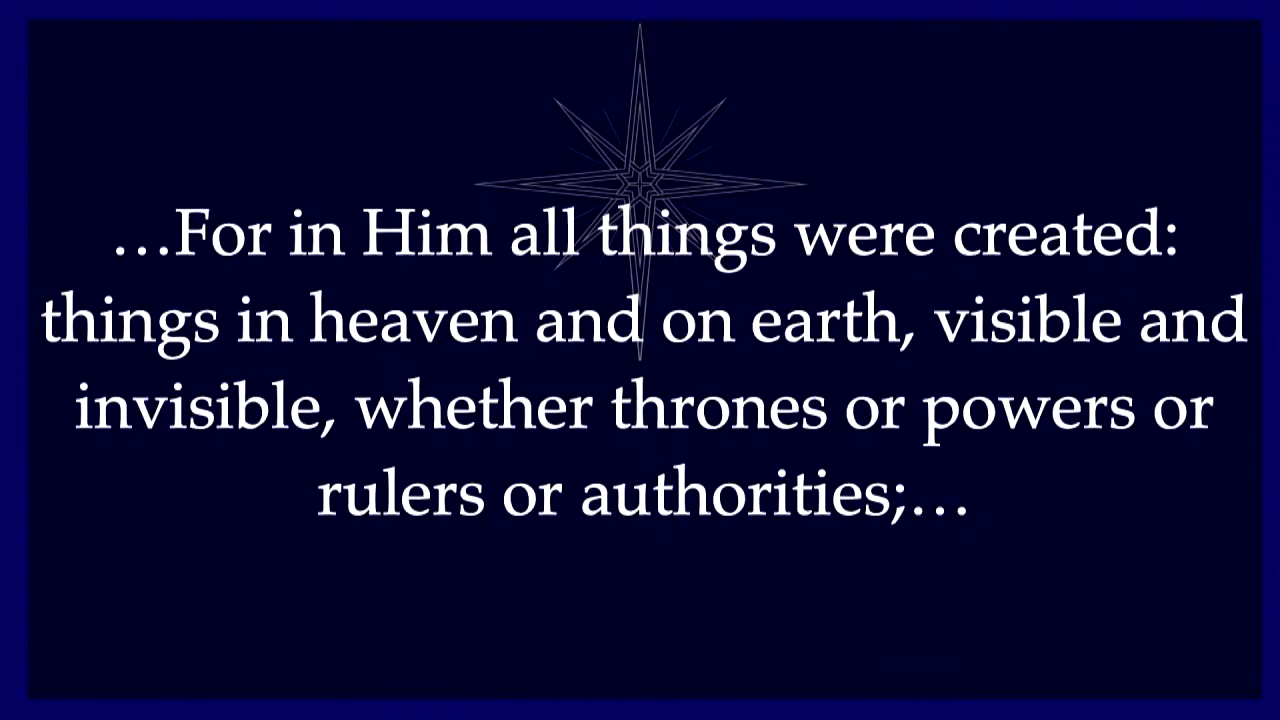 …For in Him all things were created:
things in heaven and on earth, visible and
invisible, whether thrones or powers or
rulers or authorities;…